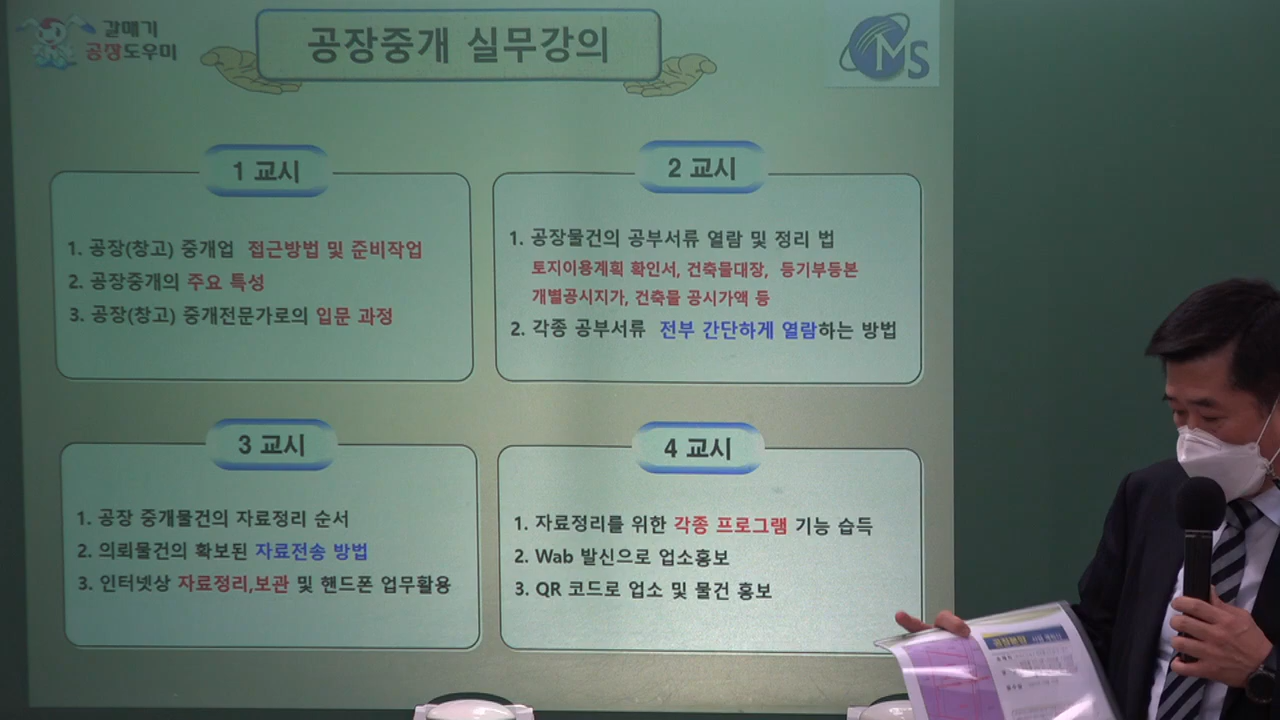 갈매기
공장도우미
공장중개 실무강의
CMS
1 교시
1. 공장(창고) 중개업 접근방법 및 준비작업
2. 공장중개의 주요 특성
3. 공장(창고) 중개전문가로의 입문 과정
2 교시
1. 공장물건의 공부서류 열람 및 정리 법
토지이용계획 확인서, 건축물대장, 등기부등본
개별공시지가, 건축물 공시가액 등
2. 각종 공부서류 전부 간단하게 열람하는 방법
3 교시
1. 공장 중개물건의 자료정리 순서
2. 의뢰물건의 확보된 자료전송 방법
3. 인터넷상 자료정리,보관 및 핸드폰 업무활용
4 교시
1. 자료정리를 위한 각종 프로그램 기능 습득
2. Wab 발신으로 업소홍보
3. QR 코드로 업소 및 물건 홍보